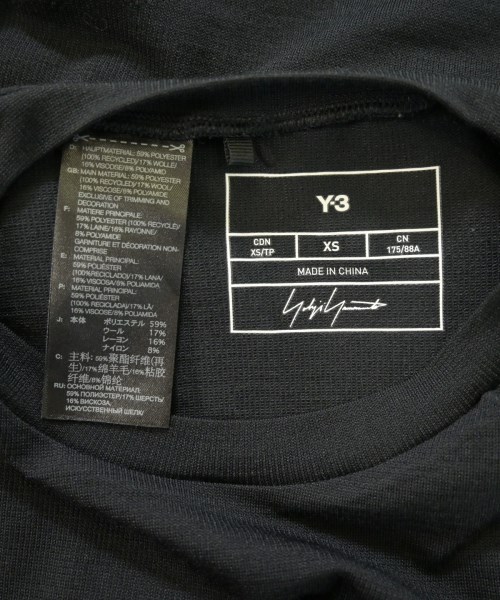 D: HAUPTMATERIAL: 59% POLYESTER
(100% RECYCELT)/17% WOLLE/
16% VISKOSE/8% POLYAMID
GB: MAIN MATERIAL: 59% POLYESTER
(100% RECYCLED)/17% WOOL/
16% VISCOSE/8% POLYAMIDE
EXCLUSIVE OF TRIMMING AND
DECORATION
F: MATIERE PRINCIPALE:
59% POLYESTER (100% RECYCLÉ)/
17% LAINE/16% RAYONNE/
8% POLYAMIDE
GARNITURE ET DÉCORATION NON-
COMPRISE
E: MATERIAL PRINCIPAL:
59% POLIÉSTER
(100%RECICLADO)/17% LANA/
16% VISCOSA/8% POLIAMIDA
P: MATERIAL PRINCIPAL:
59% POLIÉSTER
(100% RECICLADO)/17% LÃ/
16% VISCOSE/8% POLIAMIDA
J: 本体 ポリエステル 59%
ウール 17%
レーヨン 16%
ナイロン 8%
C: 主料: 59%聚酯纤维(再
生)/17%绵羊毛/16%粘胶
纤维/8%锦纶
RU: ОСНОВНОЙ МАТЕРИАЛ:
59% ПОЛИЭСТЕР/17% ШЕРСТЬ/
16% ВИСКОЗА,
ИСКУССТВЕННЫЙ ШЕЛК/
Y-3
CDN
XS/TP
XS
CN
175/88A
MADE IN CHINA
Yohji Yamamoto